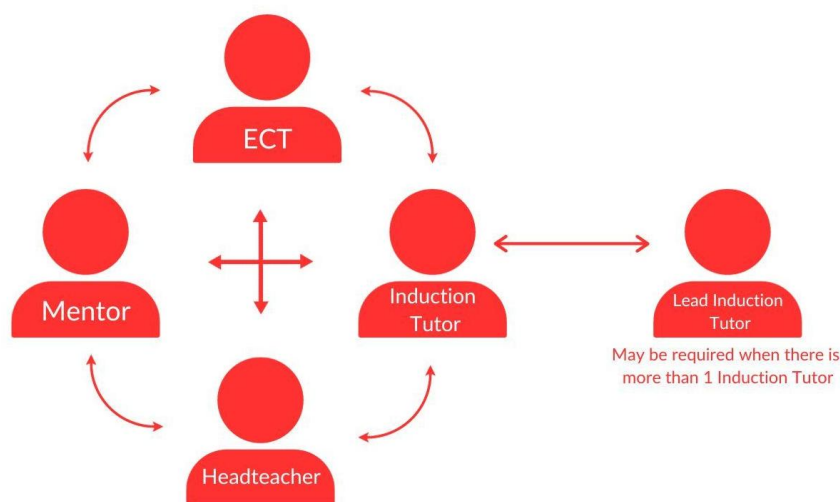 ECT
Mentor
Induction
Tutor
Lead Induction
Tutor
May be required when there is
more than 1 Induction Tutor
Headteacher